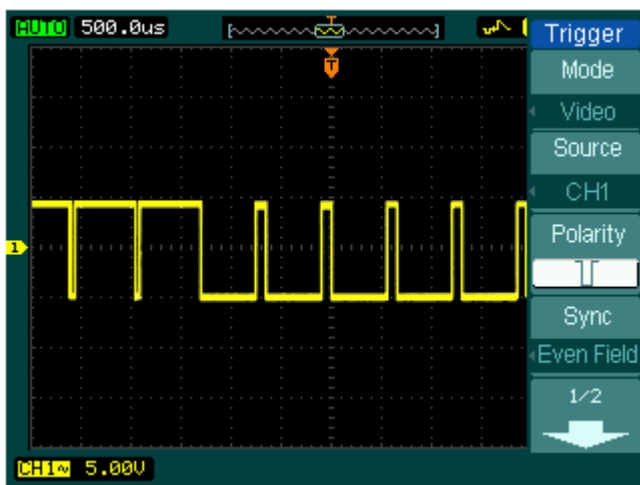 AUTO 500.0us
T
Trigger
Mode
Video
Source
CH1
Polarity
Sync
Even Field
1/2
1
CH1~ 5.00V